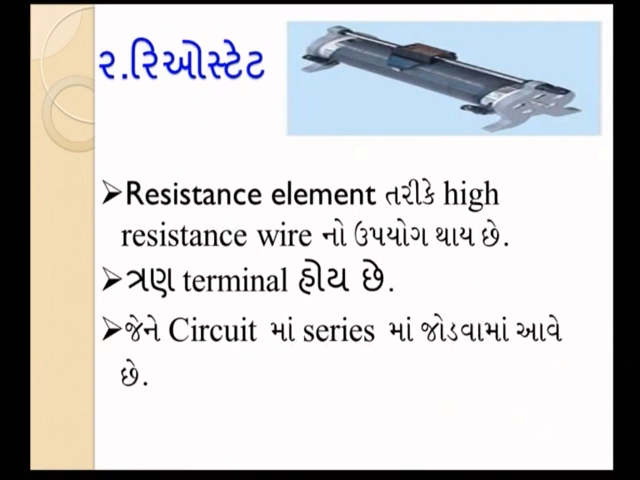 ૨.રિઓસ્ટેટ
➢Resistance element તરીકે high
resistance wire નો ઉપયોગ થાય છે.
➢ત્રણ terminal હોય છે.
➢જેને Circuit માં series માં જોડવામાં આવે
છે.